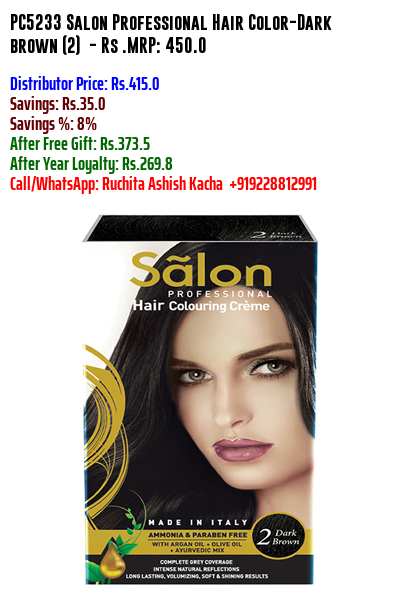 PC5233 Salon Professional Hair Color-Dark
brown (2) - Rs .MRP: 450.0
Distributor Price: Rs.415.0
Savings: Rs.35.0
Savings %: 8%
After Free Gift: Rs.373.5
After Year Loyalty: Rs.269.8
Call/WhatsApp: Ruchita Ashish Kacha +919228812991
2 Dark
Brown
Sãlon
PROFESSIONAL
Hair Colouring Crème
MADE IN ITALY
AMMONIA & PARABEN FREE
WITH ARGAN OIL + OLIVE OIL
+ AYURVEDIC MIX
2 Dark
Brown
COMPLETE GREY COVERAGE
INTENSE NATURAL REFLECTIONS
LONG LASTING, VOLUMIZING, SOFT & SHINING RESULTS